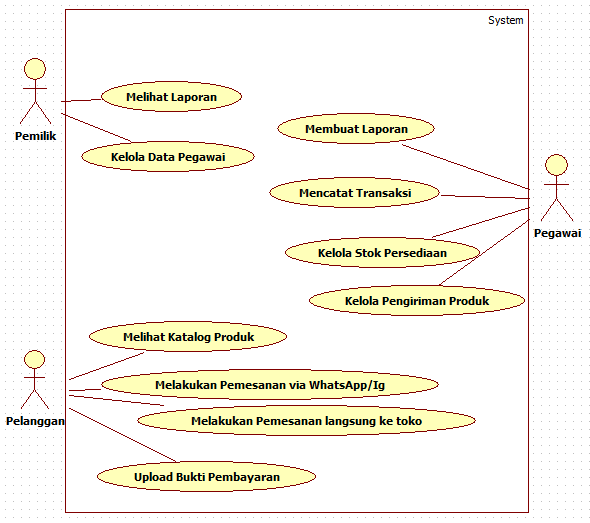 System
Melihat Laporan
Pemilik
Kelola Data Pegawai
Membuat Laporan
Mencatat Transaksi
Pegawai
Kelola Stok Persediaan
Kelola Pengiriman Produk
Melihat Katalog Produk
Melakukan Pemesanan via WhatsApp/Ig
Pelanggan
Melakukan Pemesanan langsung ke toko
Upload Bukti Pembayaran